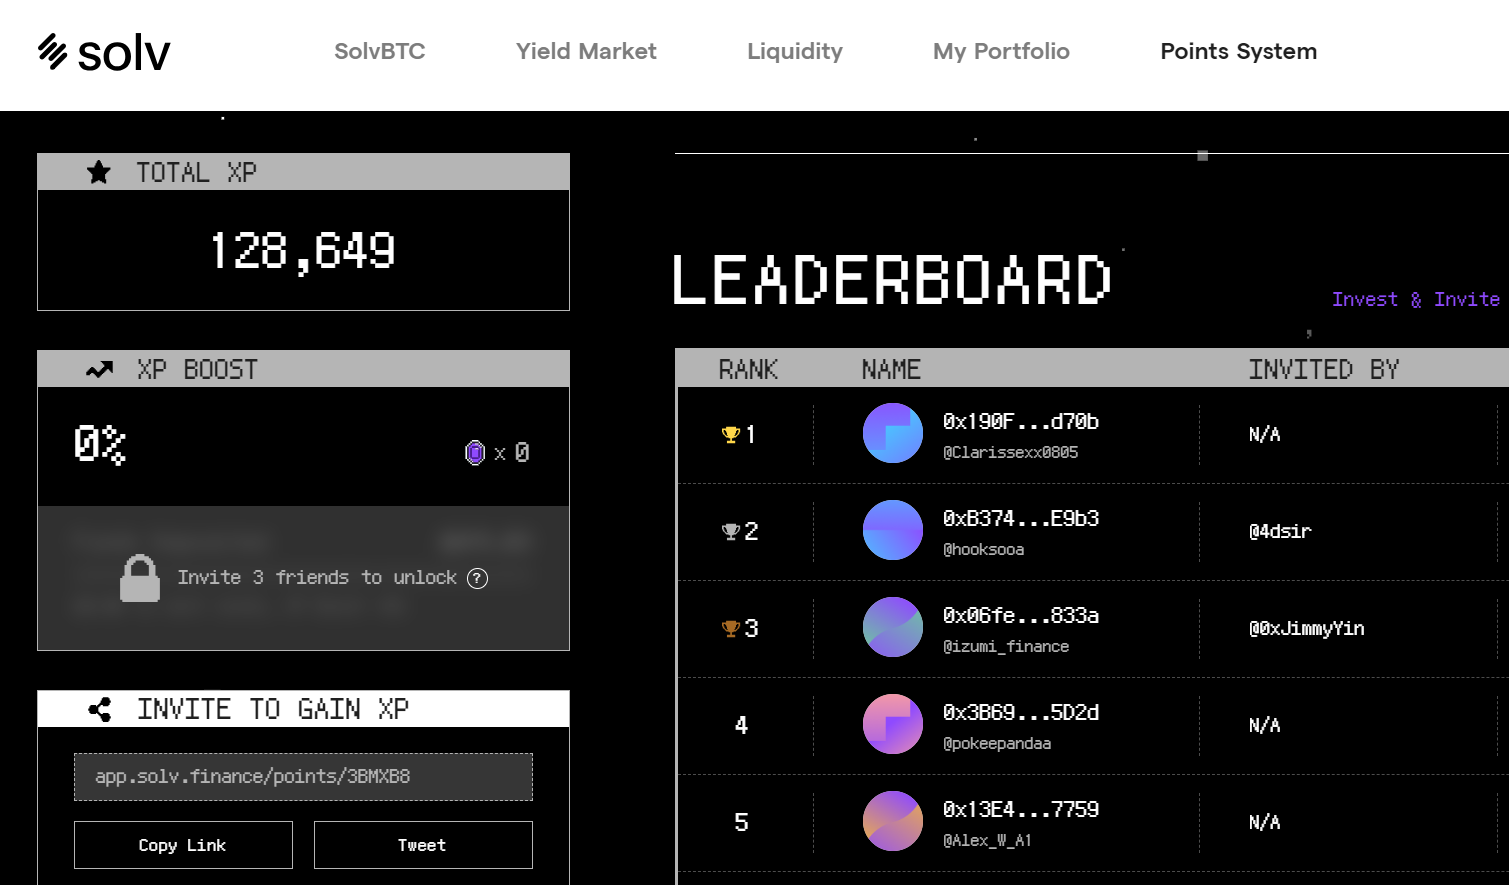 solv
SolvBTC
Yield Market
Liquidity
My Portfolio
Points System
TOTAL XP
128,649
XP BOOST
0%
x 0
Invite 3 friends to unlock ?
INVITE TO GAIN XP
app.solv.finance/points/3BMXB8
Copy Link
Tweet
LEADERBOARD
Invest & Invite
RANK NAME INVITED BY
1 0x190F...d70b N/A
@Clarissexx0805
2 0xB374...E9b3 @4dsir
@hooksooa
3 0x06fe...833a @0xJimmyYin
@izumi_finance
4 0x3B69...5D2d N/A
@pokeepandaa
5 0x13E4...7759 N/A
@Alex_W_A1